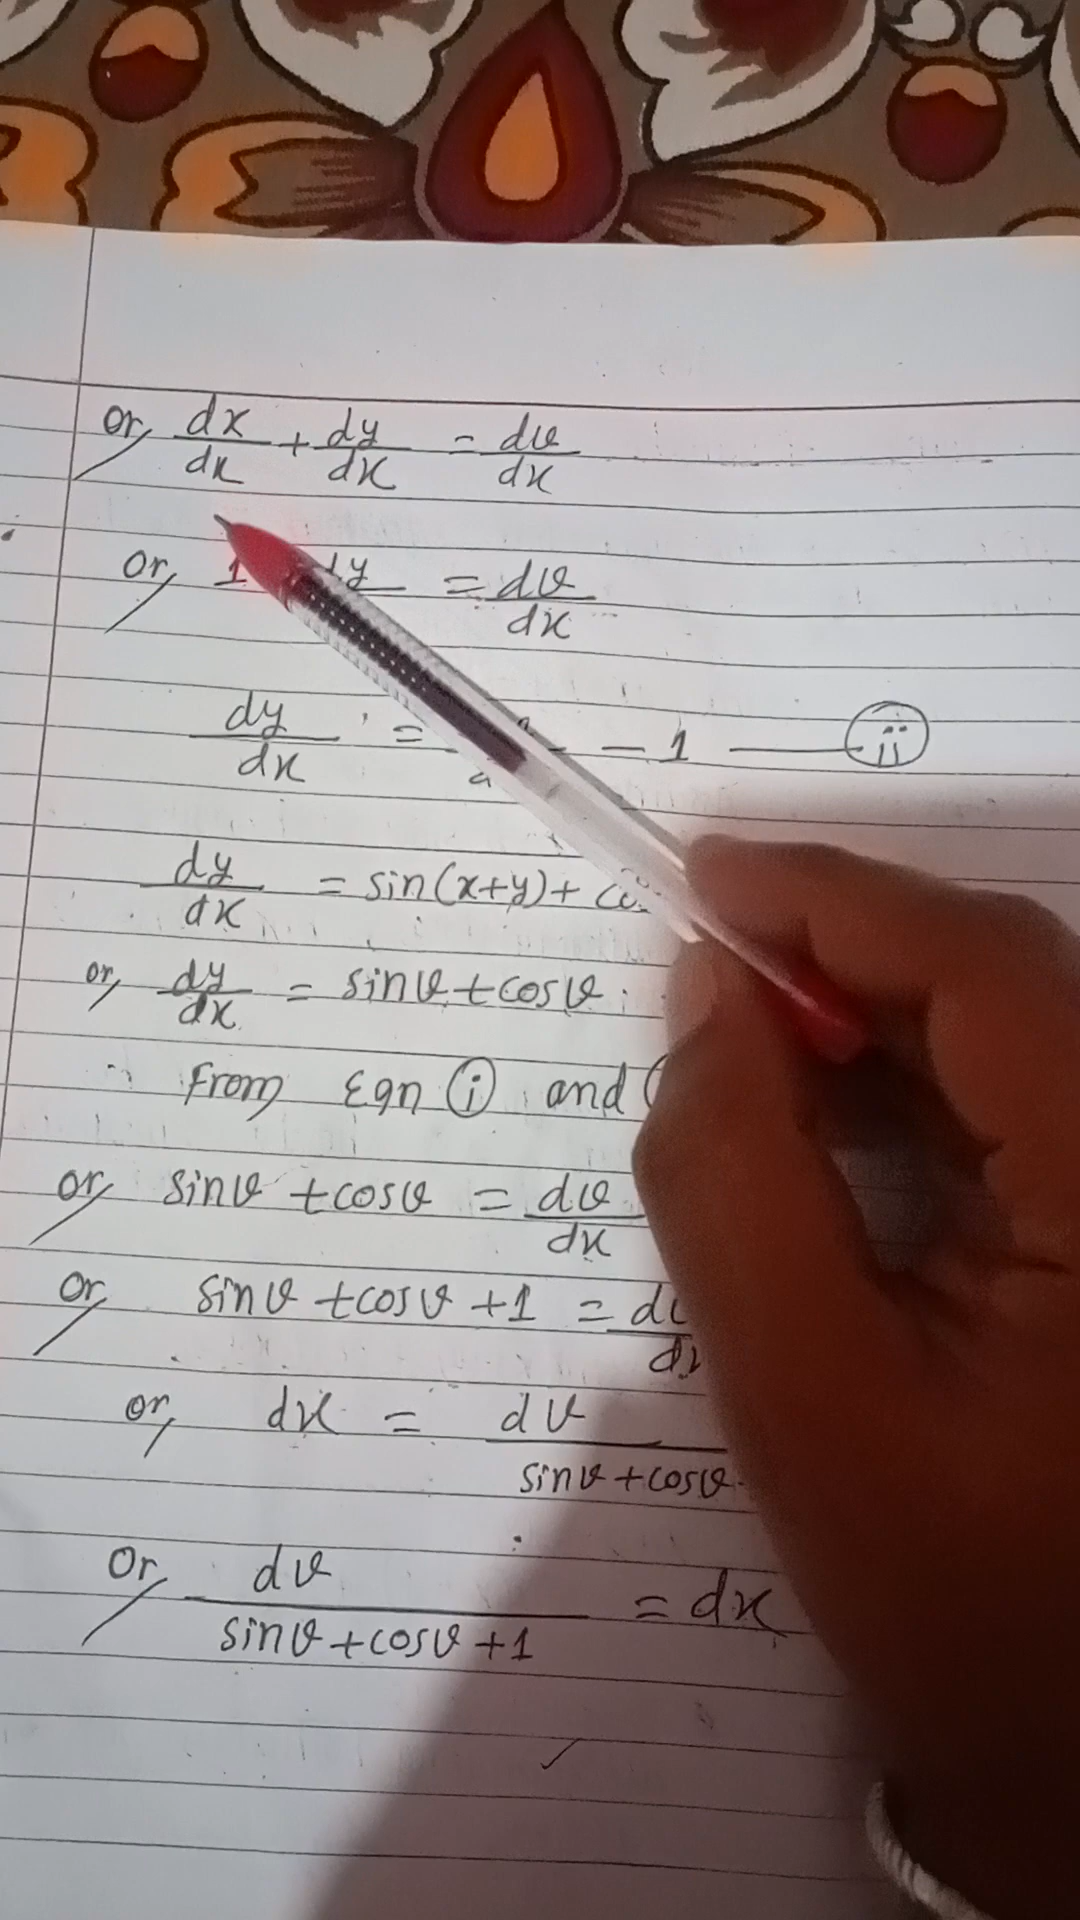 or, dx/dx + dy/dx = dv/dx
or, 1 dy = dv/dx
dy/dx = - 1 —— ii
dy/dx = sin(x+y)+
or, dy/dx = sinv+cosv
From Eqn i and
or, sinv +cosv = dv/dx
or, sinv +cosv +1 =
or, dx = dv/sinv+cosv
or, dv/sinv+cosv+1 = dx